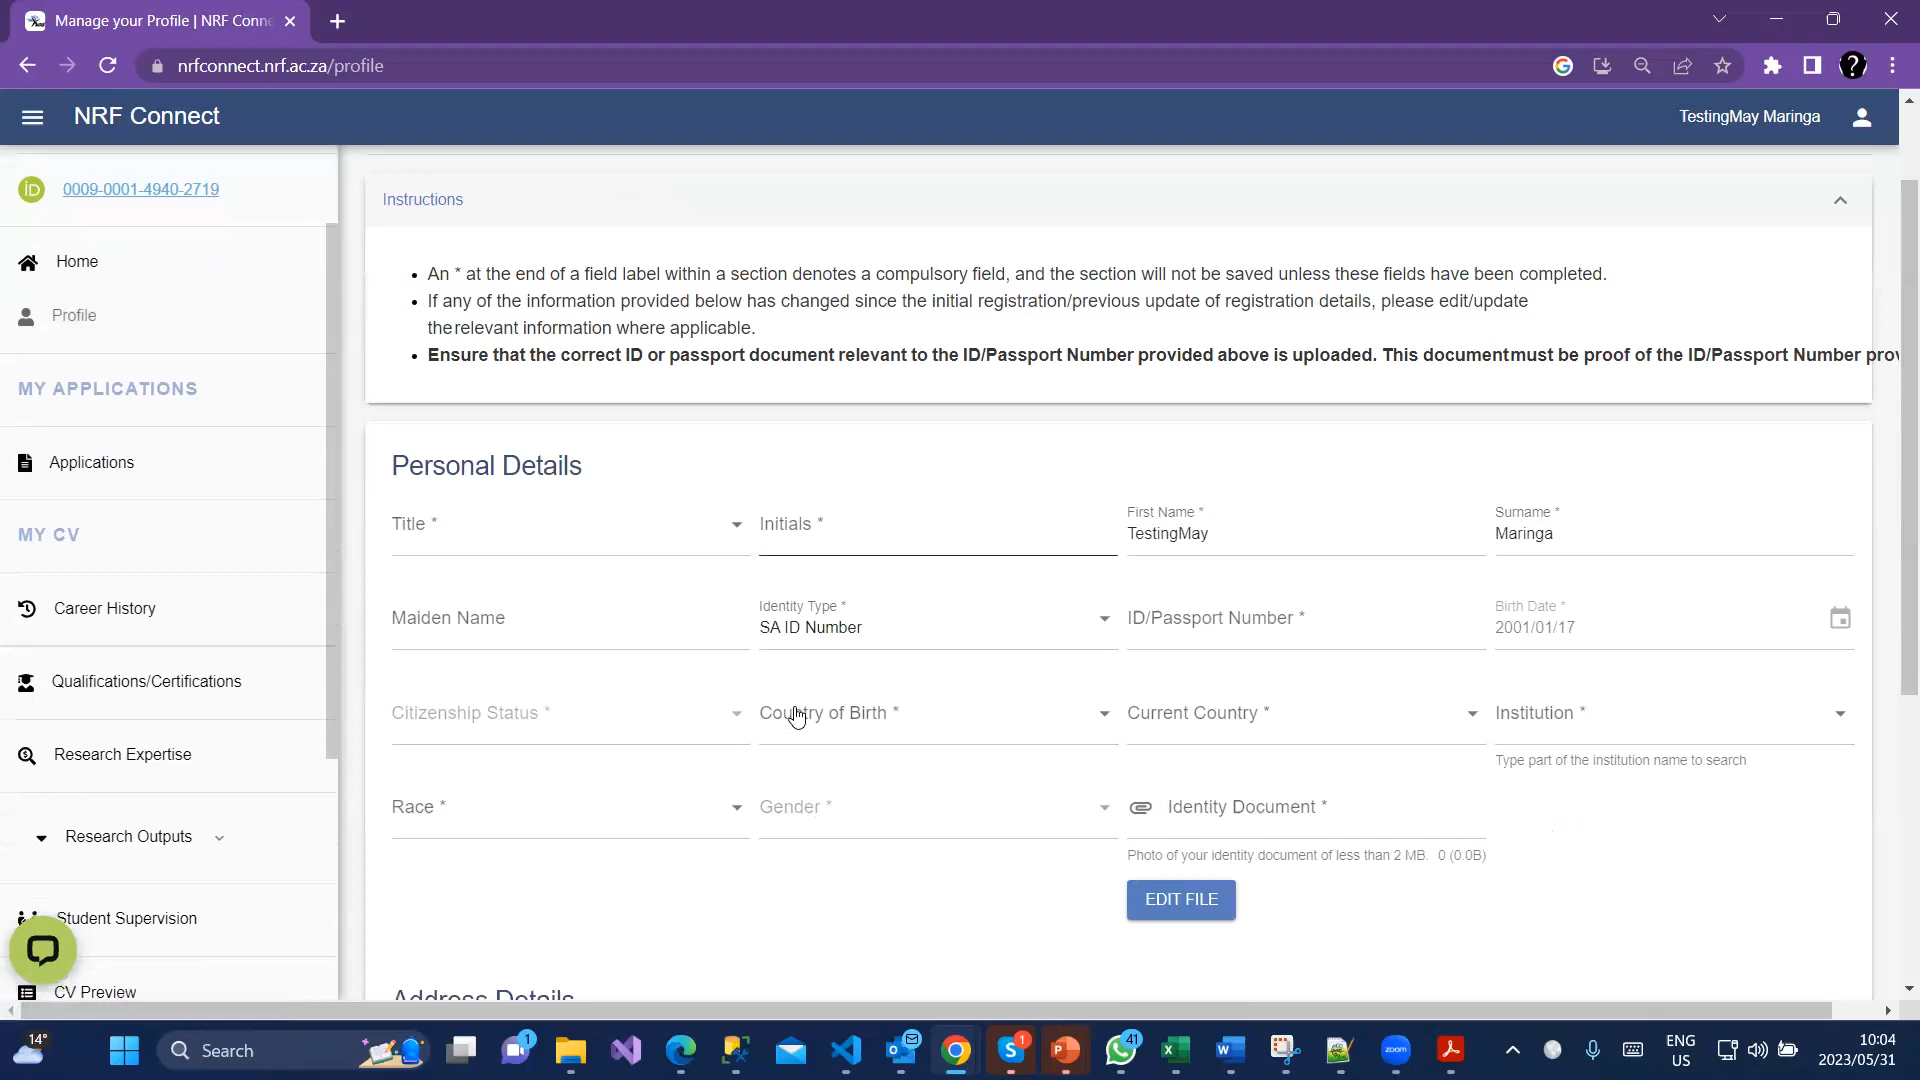 Manage your Profile | NRF Conne
nrfconnect.nrf.ac.za/profile
NRF Connect
TestingMay Maringa
iD 0009-0001-4940-2719
Home
Profile
MY APPLICATIONS
Applications
MY CV
Career History
Qualifications/Certifications
Research Expertise
Research Outputs
Student Supervision
CV Preview
Instructions
An * at the end of a field label within a section denotes a compulsory field, and the section will not be saved unless these fields have been completed.
If any of the information provided below has changed since the initial registration/previous update of registration details, please edit/update
therelevant information where applicable.
Ensure that the correct ID or passport document relevant to the ID/Passport Number provided above is uploaded. This documentmust be proof of the ID/Passport Number prov
Personal Details
Title *
Initials *
First Name *
TestingMay
Surname *
Maringa
Maiden Name
Identity Type *
SA ID Number
ID/Passport Number *
Birth Date *
2001/01/17
Citizenship Status *
Country of Birth *
Current Country *
Institution *
Type part of the institution name to search
Race *
Gender *
Identity Document *
Photo of your identity document of less than 2 MB. 0 (0.0B)
EDIT FILE
Address Details
14°
Search
1
1
41
zoom
ENG
US
10:04
2023/05/31